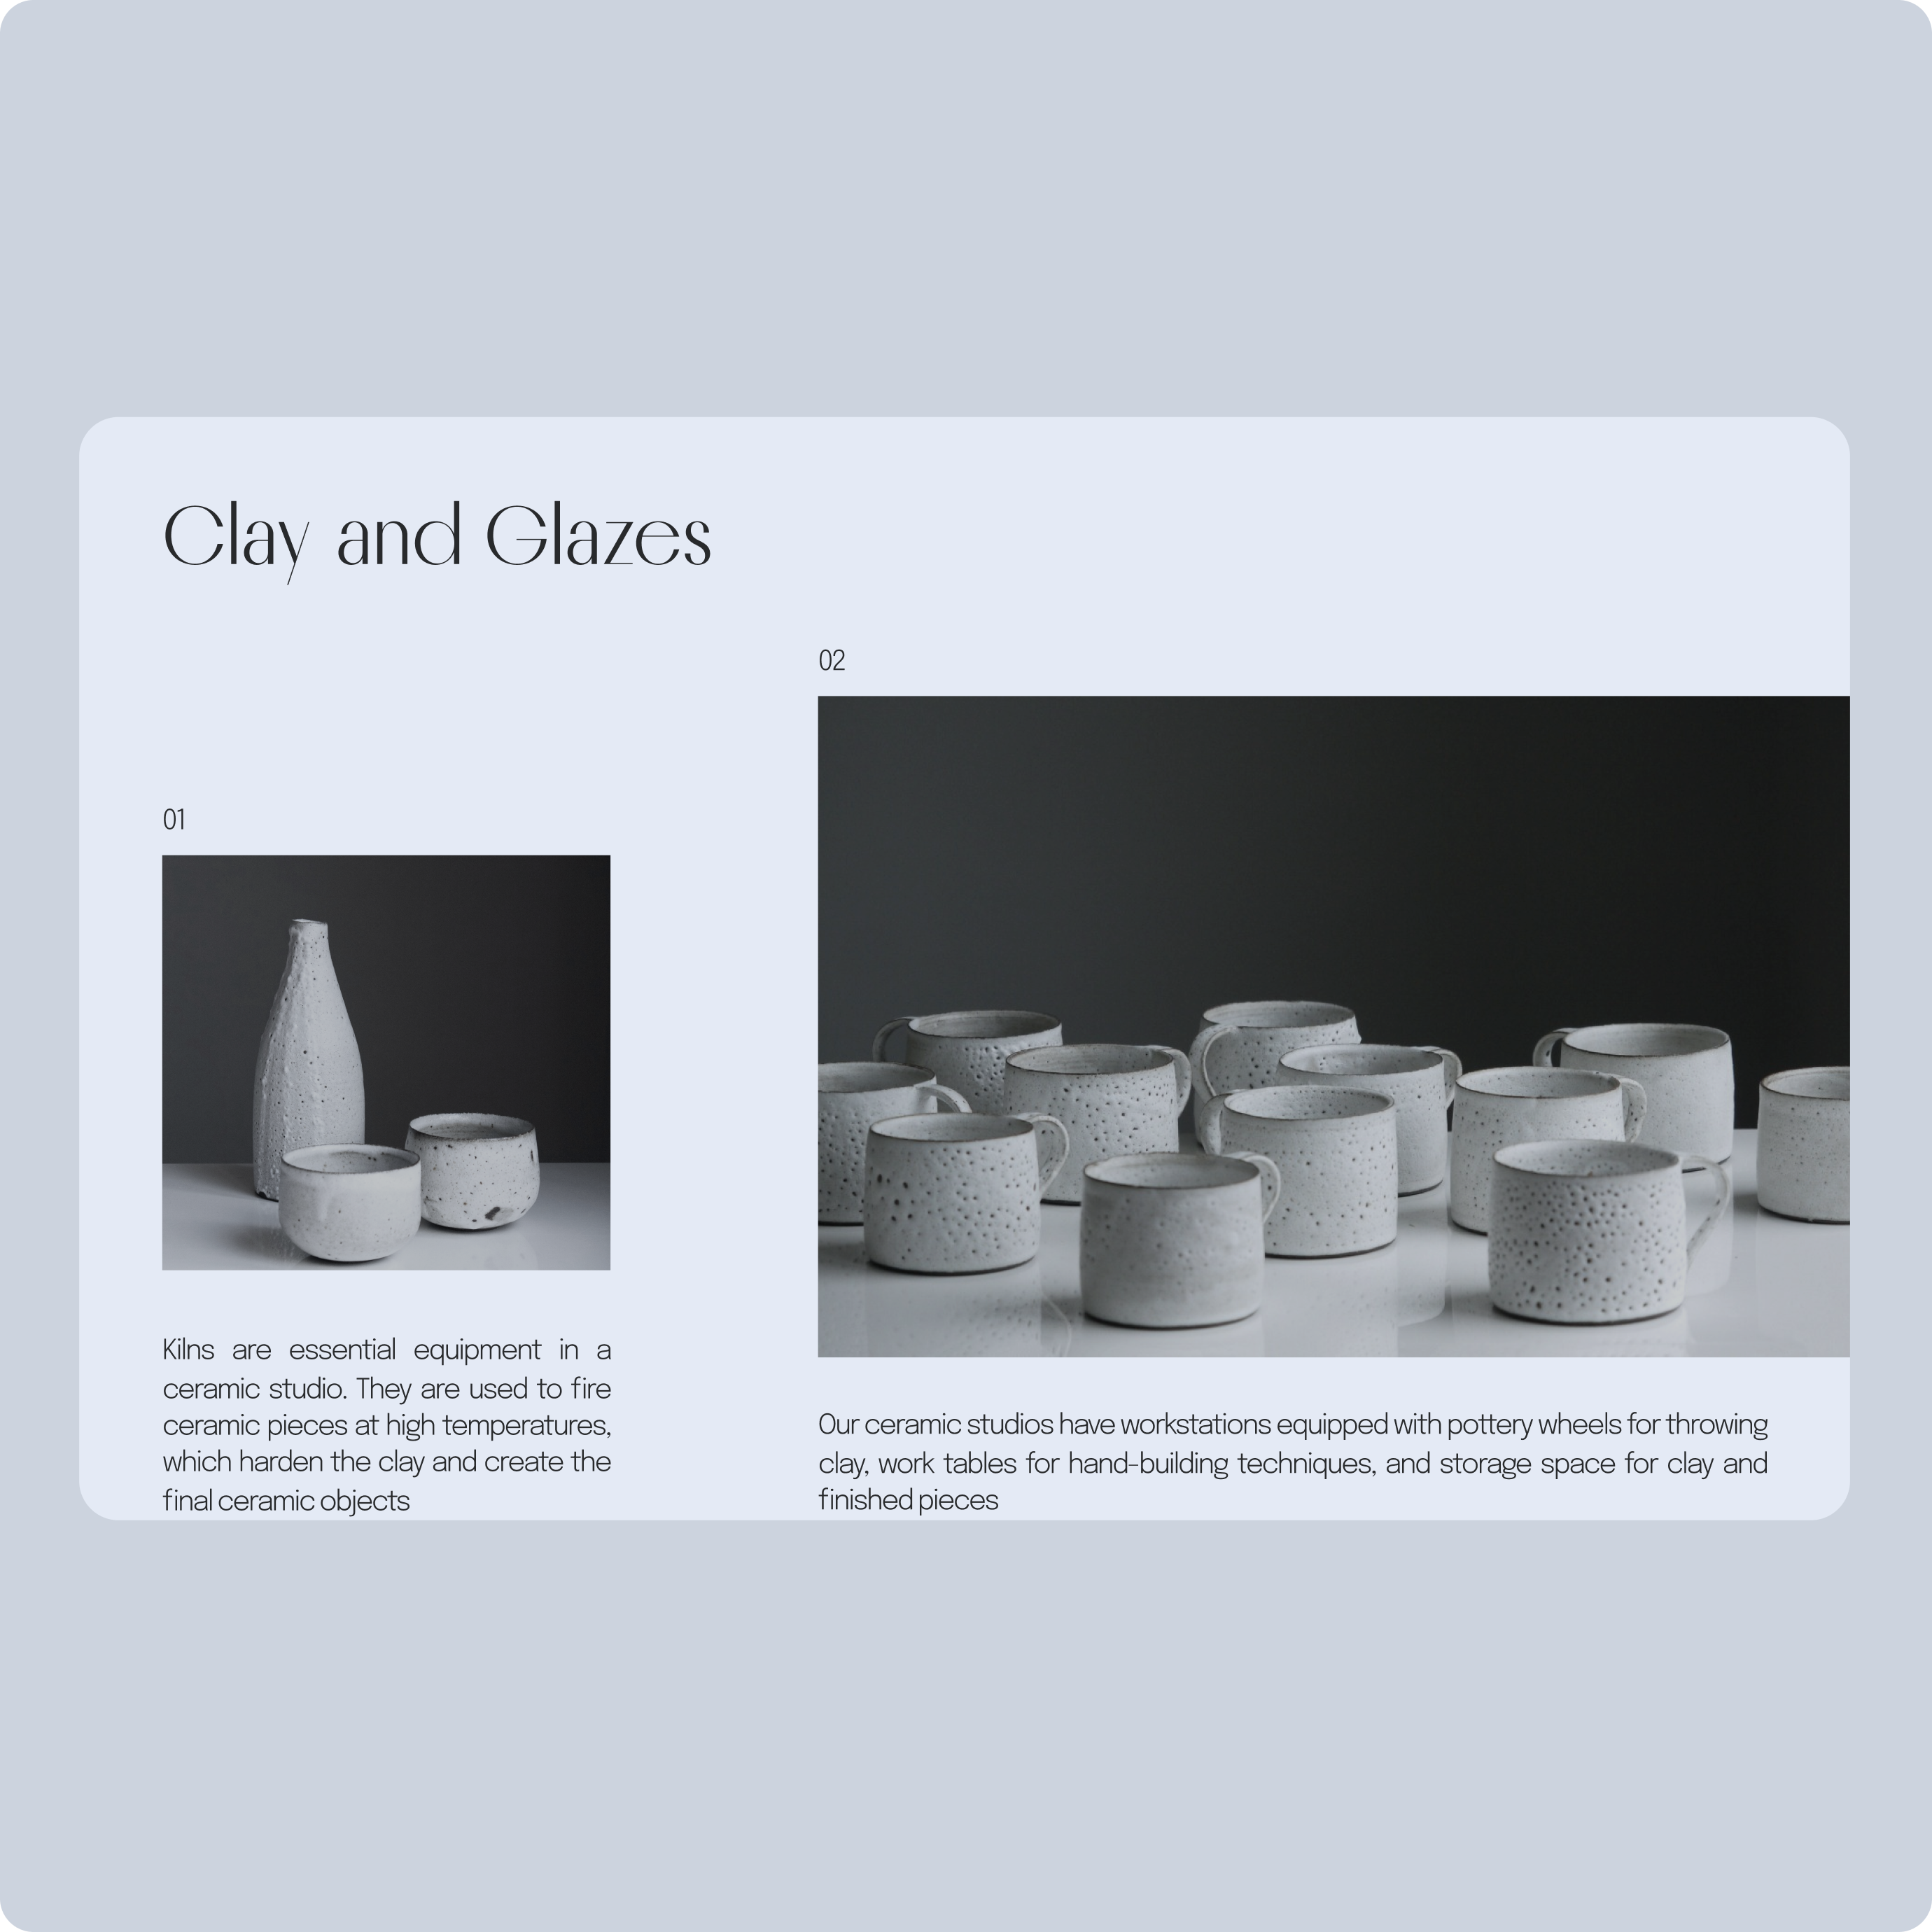 Clay and Glazes
01
Kilns are essential equipment in a
ceramic studio. They are used to fire
ceramic pieces at high temperatures,
which harden the clay and create the
final ceramic objects
02
Our ceramic studios have workstations equipped with pottery wheels for throwing
clay, work tables for hand-building techniques, and storage space for clay and
finished pieces